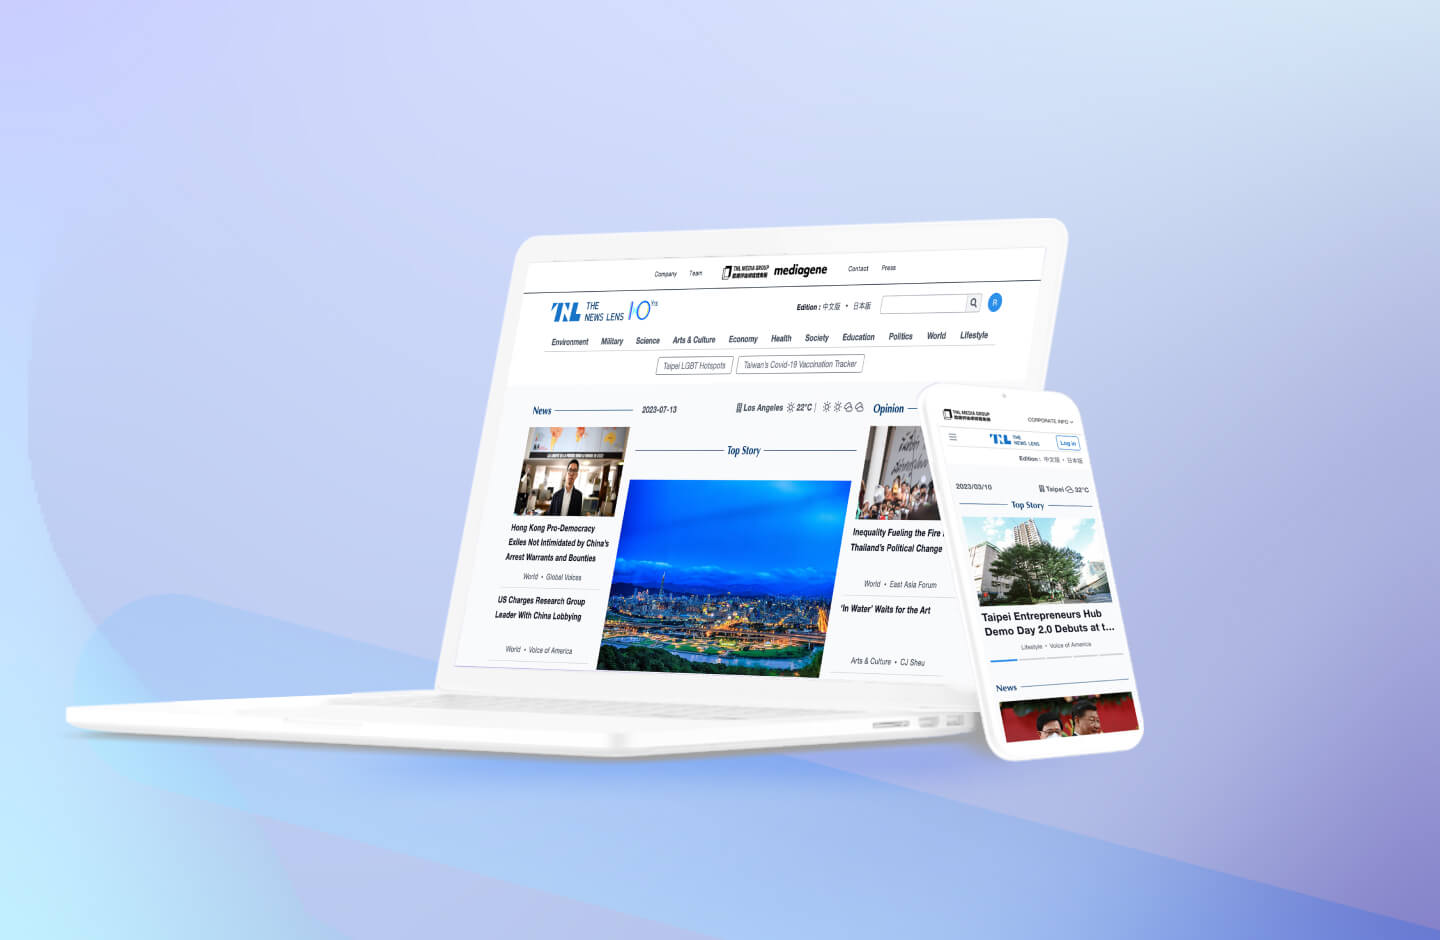 Company Team TNL MEDIA GROUP mediagene Contact Press
TNL THE NEWS LENS 10 Yrs
Edition : 中文版 • 日本版
R
Environment Military Science Arts & Culture Economy Health Society Education Politics World Lifestyle
Taipei LGBT Hotspots
Taiwan's Covid-19 Vaccination Tracker
News
2023-07-13
Los Angeles 22°C
Hong Kong Pro-Democracy
Exiles Not Intimidated by China's
Arrest Warrants and Bounties
World • Global Voices
US Charges Research Group
Leader With China Lobbying
World • Voice of America
Top Story
Opinion
Inequality Fueling the Fire
Thailand's Political Change
World • East Asia Forum
'In Water' Waits for the Art
Arts & Culture • CJ Sheu
TNL MEDIA GROUP
CORPORATE INFO
TNL THE NEWS LENS
Log in
Edition : 中文版 • 日本版
2023/03/10
Taipei 32°C
Top Story
Taipei Entrepreneurs Hub
Demo Day 2.0 Debuts at t...
Lifestyle • Voice of America
News